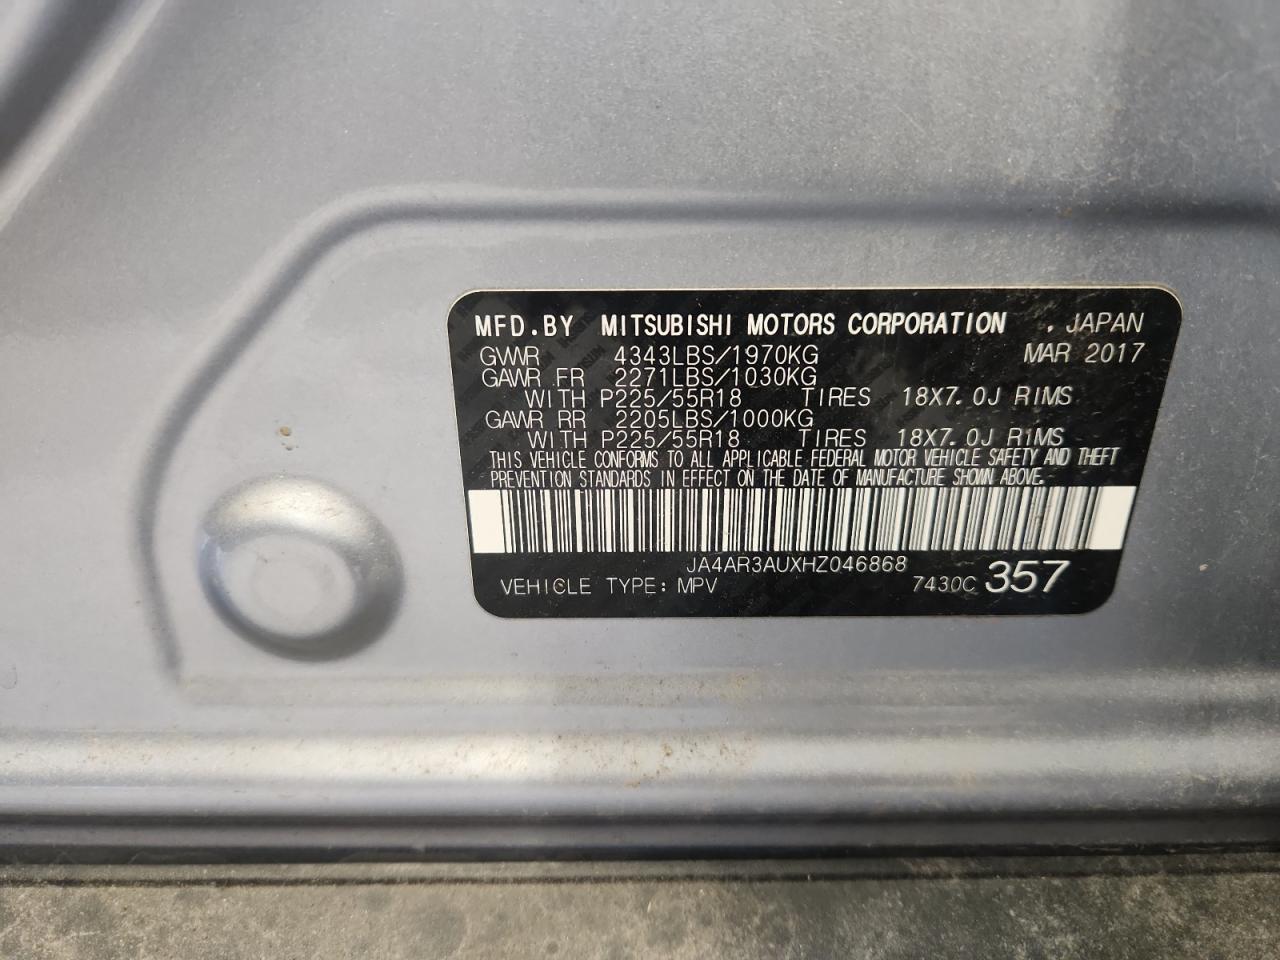 MFD.BY MITSUBISHI MOTORS CORPORATION . JAPAN
GWWR 4343LBS/1970KG MAR 2017
GAWR FR 2271LBS/1030KG
WITH P225/55R18 TIRES 18X7.0J RIMS
GAWR RR 2205LBS/1000KG
WITH P225/55R18 TIRES 18X7.0J RIMS
THIS VEHICLE CONFORMS TO ALL APPLICABLE FEDERAL MOTOR VEHICLE SAFETY AND THEFT
PREVENTION STANDARDS IN EFFECT ON THE DATE OF MANUFACTURE SHOWN ABOVE.
JA4AR3AUXHZ046868
VEHICLE TYPE: MPV 7430C 357